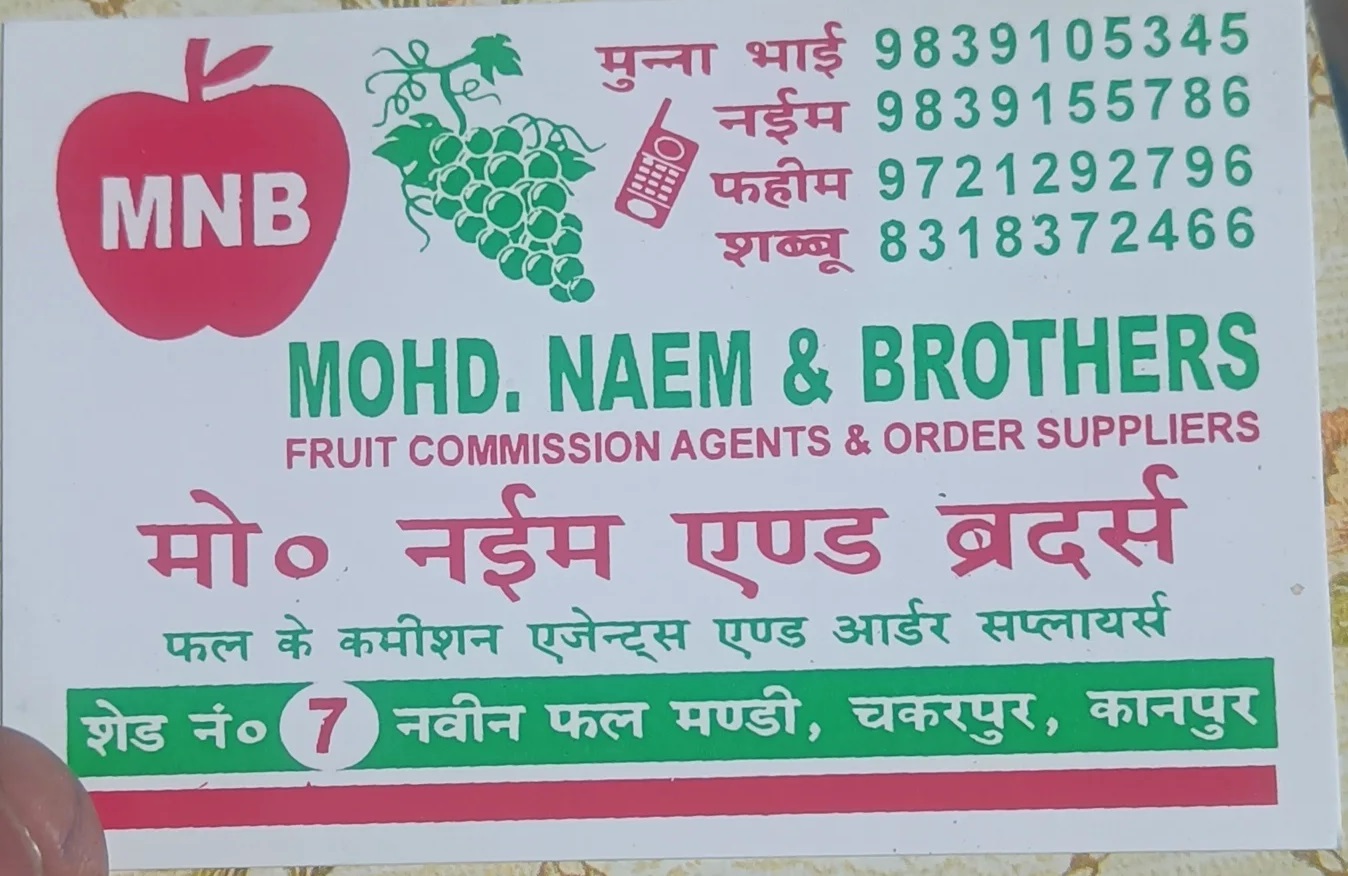 MNB
मुन्ना भाई 9839105345
नईम 9839155786
फहीम 9721292796
शब्बू 8318372466
MOHD. NAEM & BROTHERS
FRUIT COMMISSION AGENTS & ORDER SUPPLIERS
मो० नईम एण्ड ब्रदर्स
फल के कमीशन एजेन्ट्स एण्ड आर्डर सप्लायर्स
शेड नं० 7 नवीन फल मण्डी, चकरपुर, कानपुर